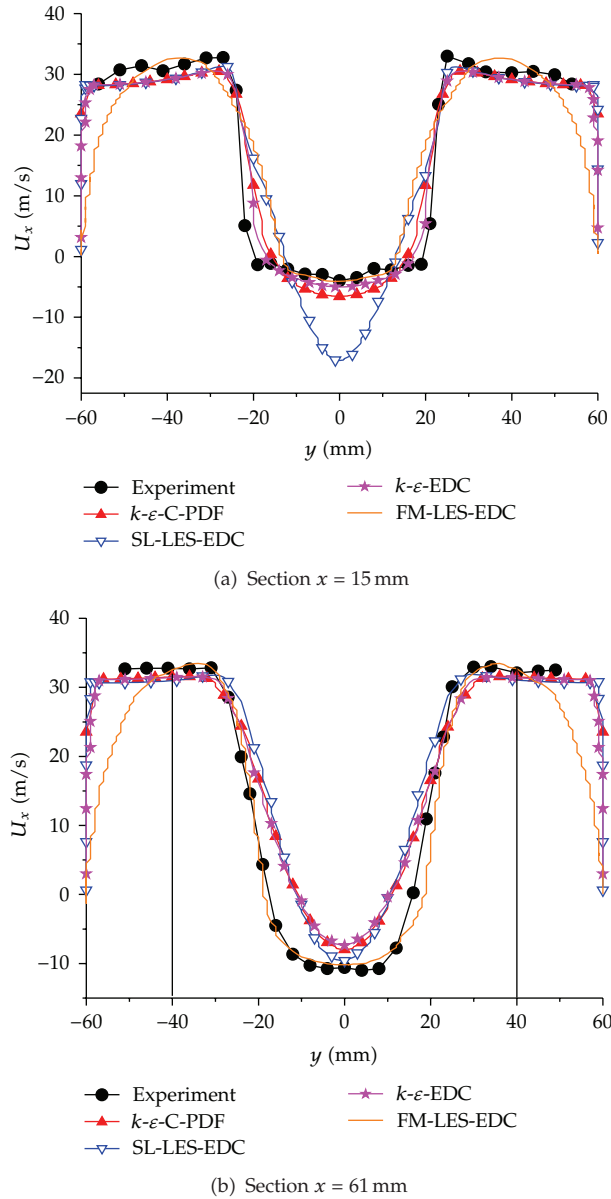 40
30
20
10
0
−10
−20
U_x (m/s)
−60 −40 −20 0 20 40 60
y (mm)
Experiment
k-ε-C-PDF
SL-LES-EDC
k-ε-EDC
FM-LES-EDC
(a) Section x = 15 mm
40
30
20
10
0
−10
U_x (m/s)
−60 −40 −20 0 20 40 60
y (mm)
Experiment
k-ε-C-PDF
SL-LES-EDC
k-ε-EDC
FM-LES-EDC
(b) Section x = 61 mm